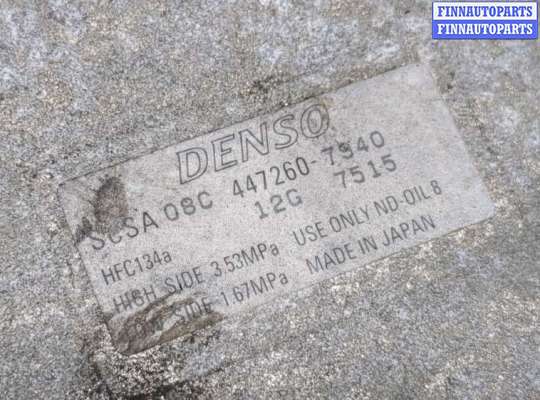 FINNAUTOPARTS
FINNAUTOPARTS
DENSO
SCSA 08C 447260-7940
12G 7515
HFC134a
HIGH SIDE 3.53MPa USE ONLY ND-OIL 8
SIDE 1.67MPa MADE IN JAPAN